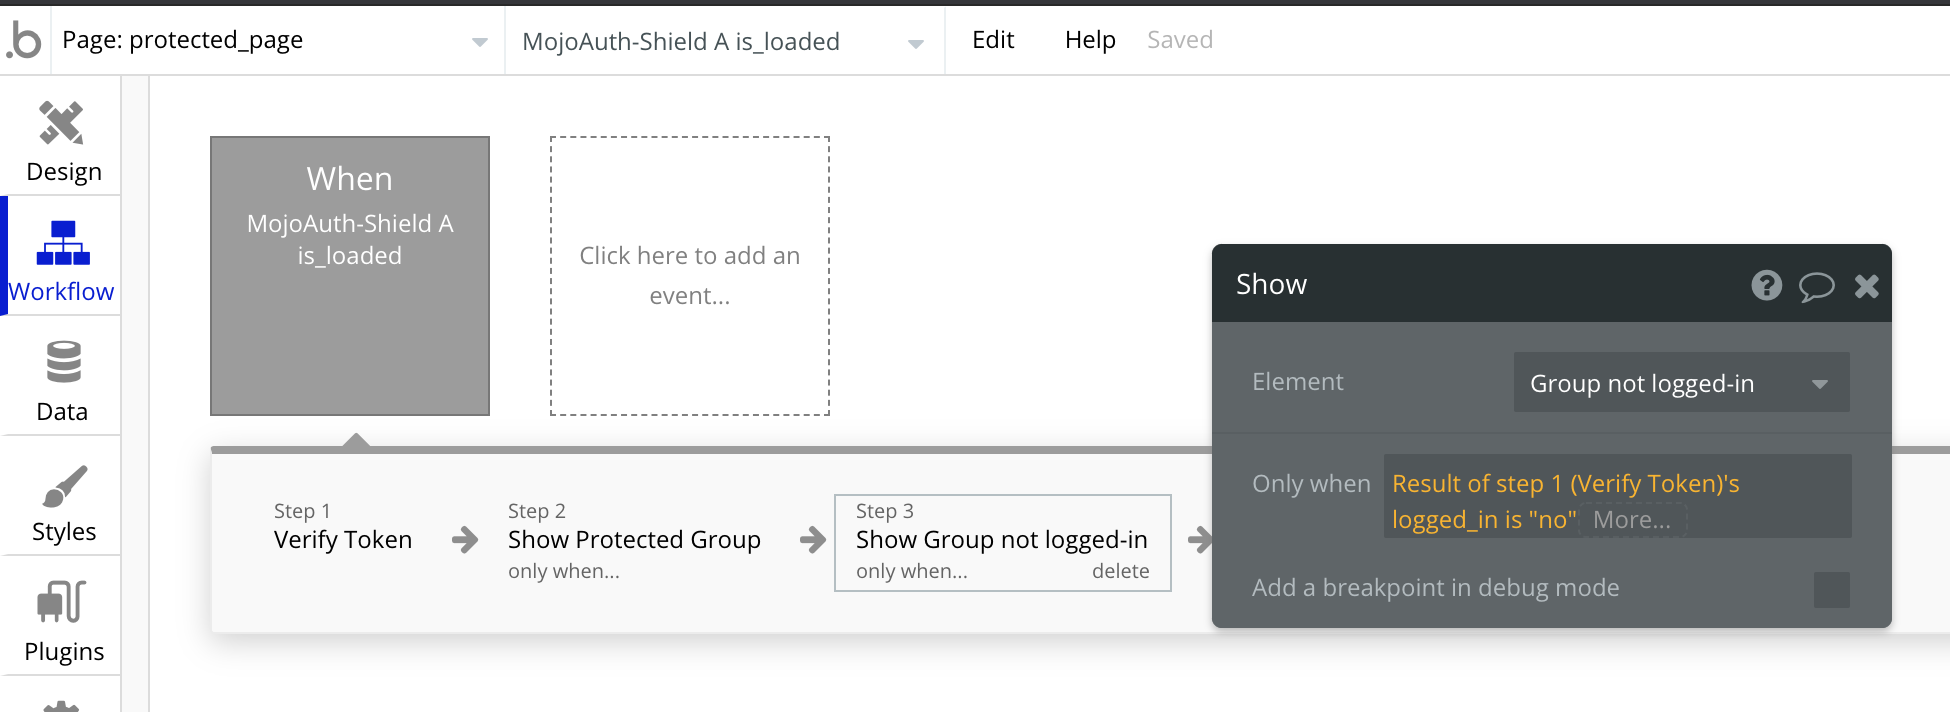 .b
Page: protected_page
MojoAuth-Shield A is_loaded
Edit
Help
Saved
Design
Workflow
Data
Styles
Plugins
When
MojoAuth-Shield A
is_loaded
Click here to add an
event...
Step 1
Verify Token
Step 2
Show Protected Group
only when...
Step 3
Show Group not logged-in
only when...
delete
Show
?
Element
Group not logged-in
Only when
Result of step 1 (Verify Token)'s
logged_in is "no" More...
Add a breakpoint in debug mode